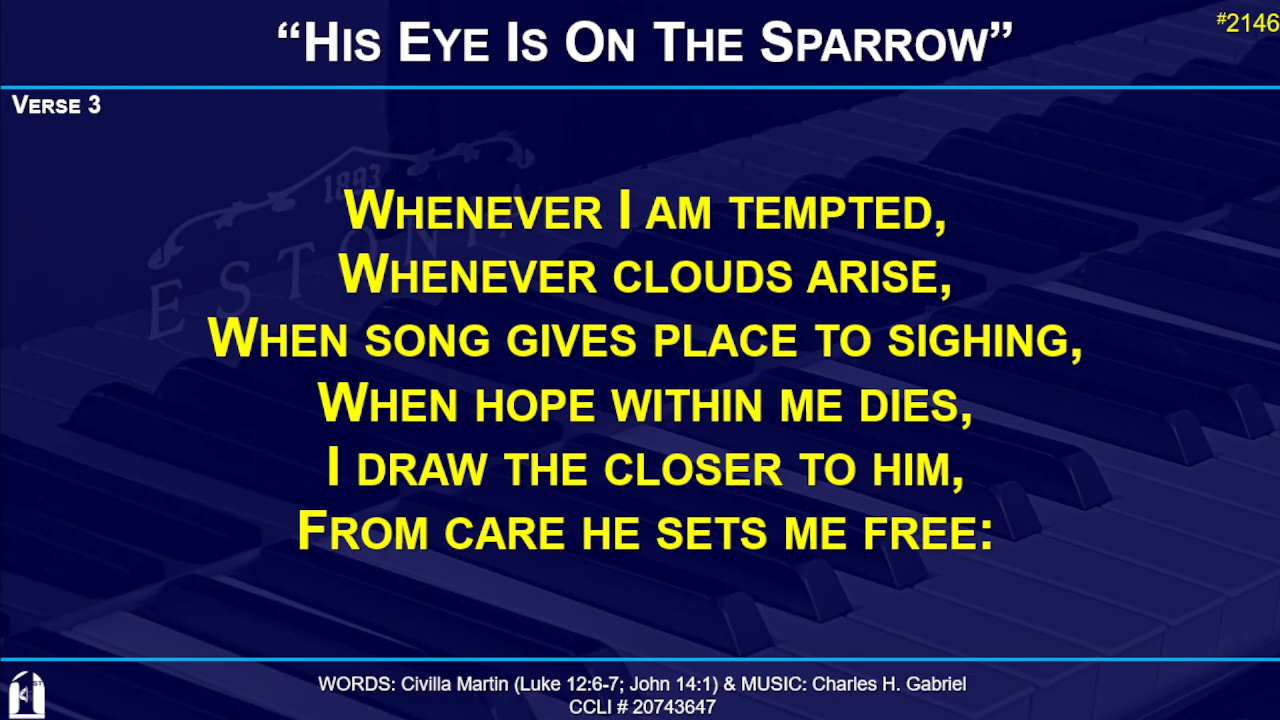 “His Eye Is On The Sparrow”
#2146
Verse 3
1893
ESTONIA
Whenever I am tempted,
Whenever clouds arise,
When song gives place to sighing,
When hope within me dies,
I draw the closer to Him,
From care He sets me free:
WORDS: Civilla Martin (Luke 12:6-7; John 14:1) & MUSIC: Charles H. Gabriel
CCLI # 20743647